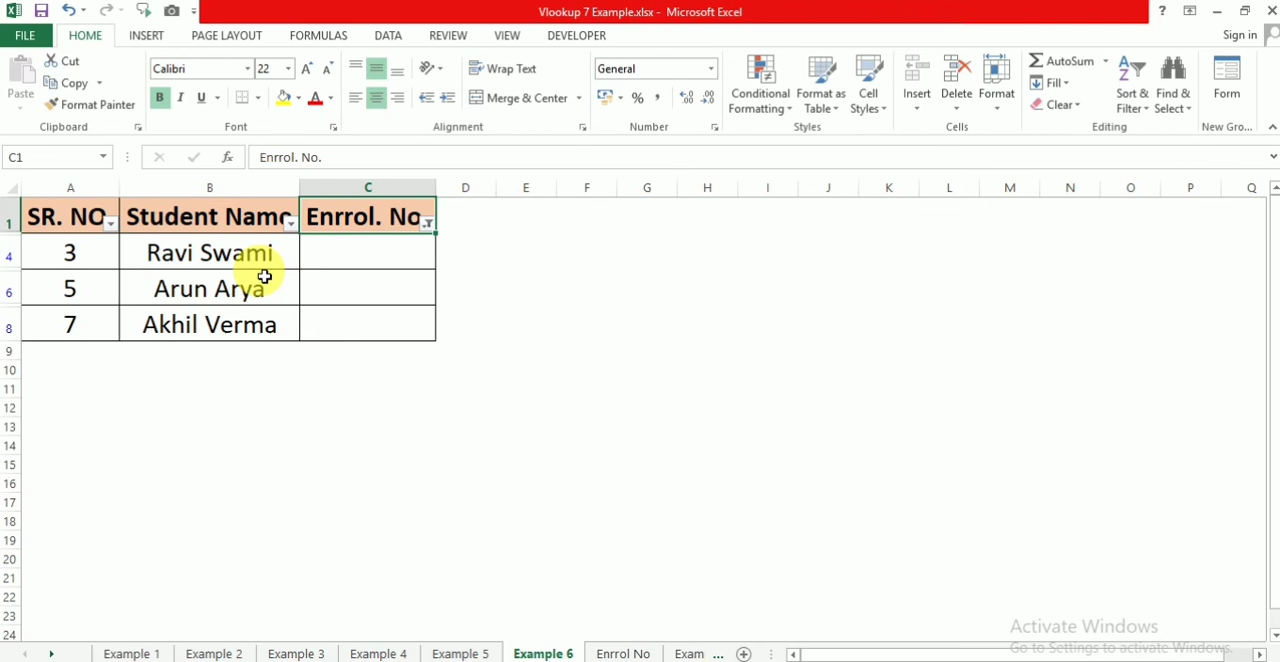 Vlookup 7 Example.xlsx - Microsoft Excel
?
FILE HOME INSERT PAGE LAYOUT FORMULAS DATA REVIEW VIEW DEVELOPER Sign in
Paste
Cut
Copy
Format Painter
Clipboard
Calibri 22
B I U
Font
Wrap Text
Merge & Center
Alignment
General
%
Number
Conditional Formatting
Format as Table
Cell Styles
Styles
Insert
Delete
Format
Cells
AutoSum
Fill
Clear
Sort & Filter
Find & Select
Editing
Form
New Gro...
C1 fx Enrrol. No.
A B C D E F G H I J K L M N O P Q
1 SR. NO Student Name Enrrol. No
4 3 Ravi Swami
6 5 Arun Arya
8 7 Akhil Verma
9
10
11
12
13
14
15
16
17
18
19
20
21
22
23
24
Activate Windows
Go to Settings to activate Windows.
Example 1 Example 2 Example Example 4 Example 5 Example 6 Enrrol No Exam ...